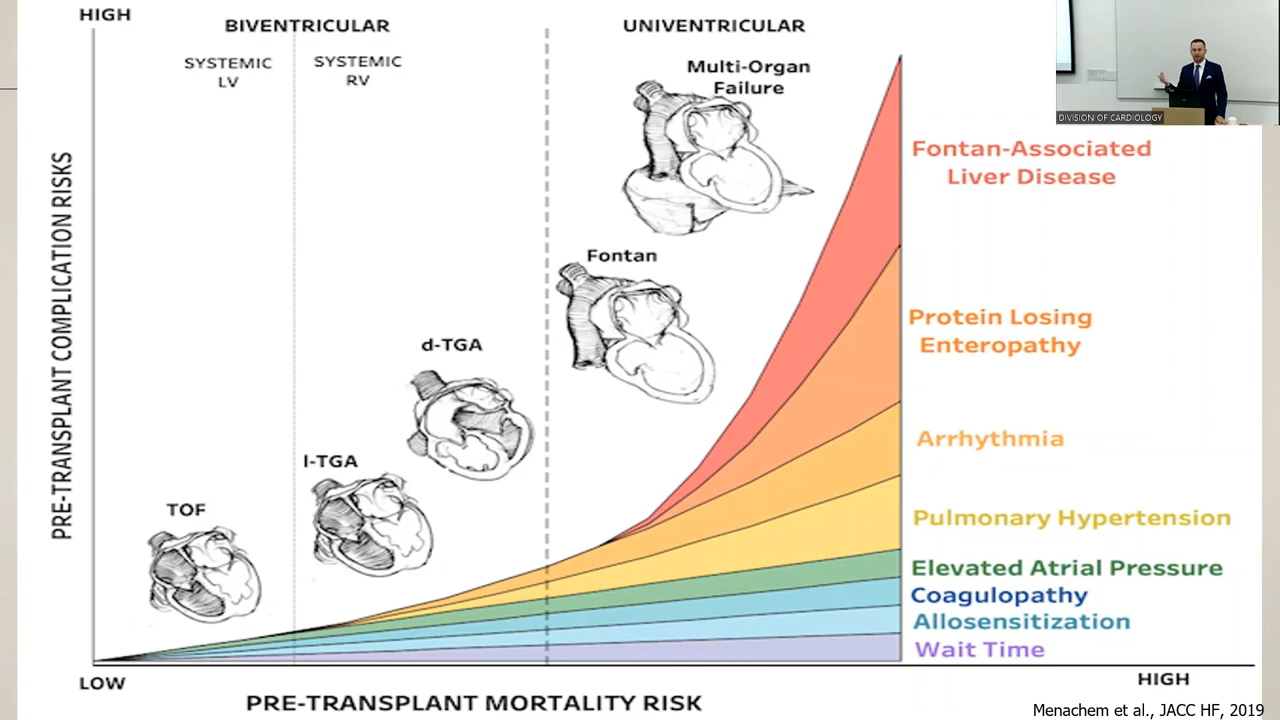 HIGH
BIVENTRICULAR
UNIVENTRICULAR
SYSTEMIC
LV
SYSTEMIC
RV
Multi-Organ
Failure
DIVISION OF CARDIOLOGY
Fontan-Associated
Liver Disease
Fontan
Protein Losing
Enteropathy
d-TGA
Arrhythmia
l-TGA
TOF
Pulmonary Hypertension
Elevated Atrial Pressure
Coagulopathy
Allosensitization
Wait Time
PRE-TRANSPLANT COMPLICATION RISKS
LOW
HIGH
PRE-TRANSPLANT MORTALITY RISK
Menachem et al., JACC HF, 2019